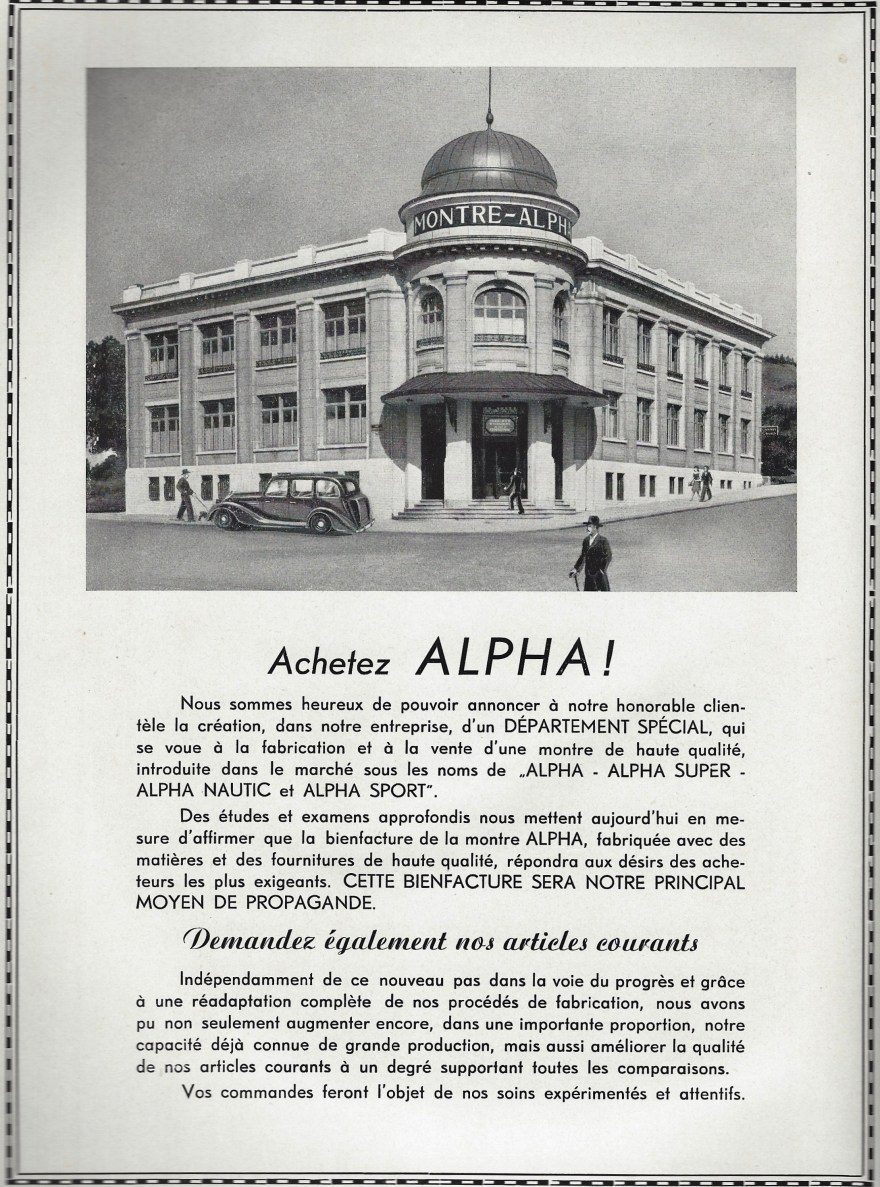 MONTRE-ALPHA
Achetez ALPHA!
Nous sommes heureux de pouvoir annoncer à notre honorable clien-
tèle la création, dans notre entreprise, d'un DÉPARTEMENT SPÉCIAL, qui
se voue à la fabrication et à la vente d'une montre de haute qualité,
introduite dans le marché sous les noms de „ALPHA - ALPHA SUPER -
ALPHA NAUTIC et ALPHA SPORT".
Des études et examens approfondis nous mettent aujourd'hui en me-
sure d'affirmer que la bienfacture de la montre ALPHA, fabriquée avec des
matières et des fournitures de haute qualité, répondra aux désirs des ache-
teurs les plus exigeants. CETTE BIENFACTURE SERA NOTRE PRINCIPAL
MOYEN DE PROPAGANDE.
Demandez également nos articles courants
Indépendamment de ce nouveau pas dans la voie du progrès et grâce
à une réadaptation complète de nos procédés de fabrication, nous avons
pu non seulement augmenter encore, dans une importante proportion, notre
capacité déjà connue de grande production, mais aussi améliorer la qualité
de nos articles courants à un degré supportant toutes les comparaisons.
Vos commandes feront l'objet de nos soins expérimentés et attentifs.